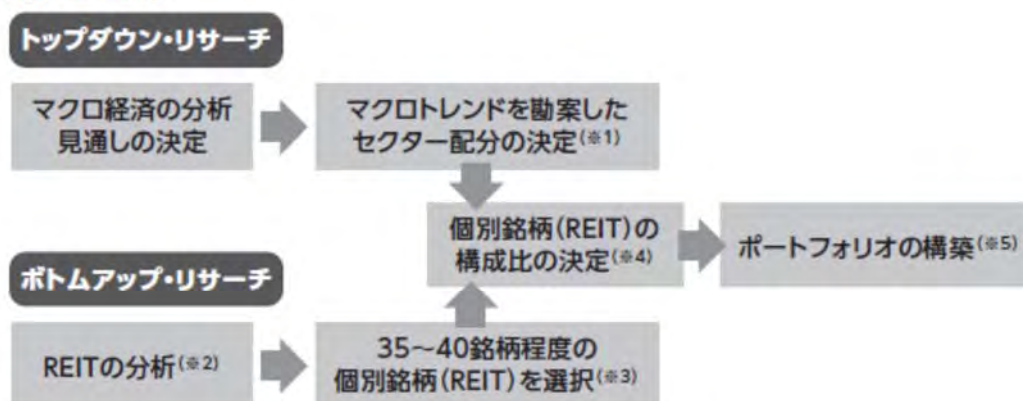 トップダウン・リサーチ
マクロ経済の分析
見通しの決定
マクロトレンドを勘案した
セクター配分の決定(※1)
個別銘柄(REIT)の
構成比の決定(※4)
ポートフォリオの構築(※5)
ボトムアップ・リサーチ
REITの分析(※2)
35～40銘柄程度の
個別銘柄(REIT)を選択(※3)